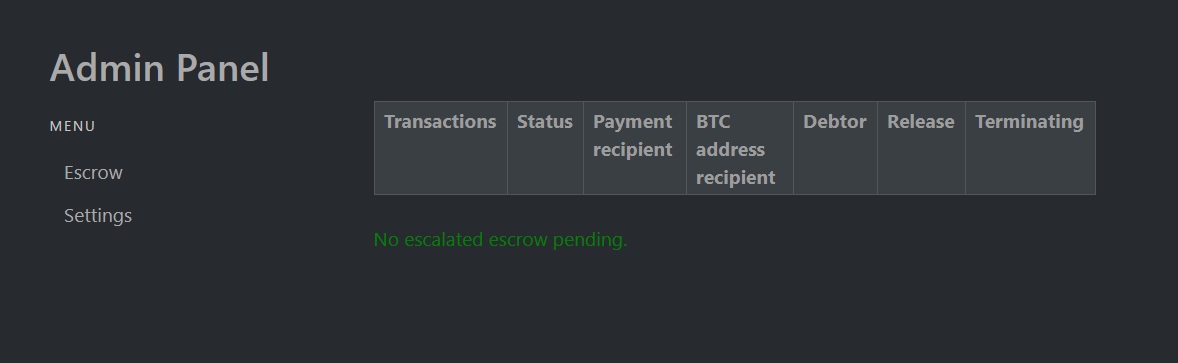 Admin Panel
MENU
Escrow
Settings
Transactions
Status
Payment
recipient
BTC
address
recipient
Debtor
Release
Terminating
No escalated escrow pending.